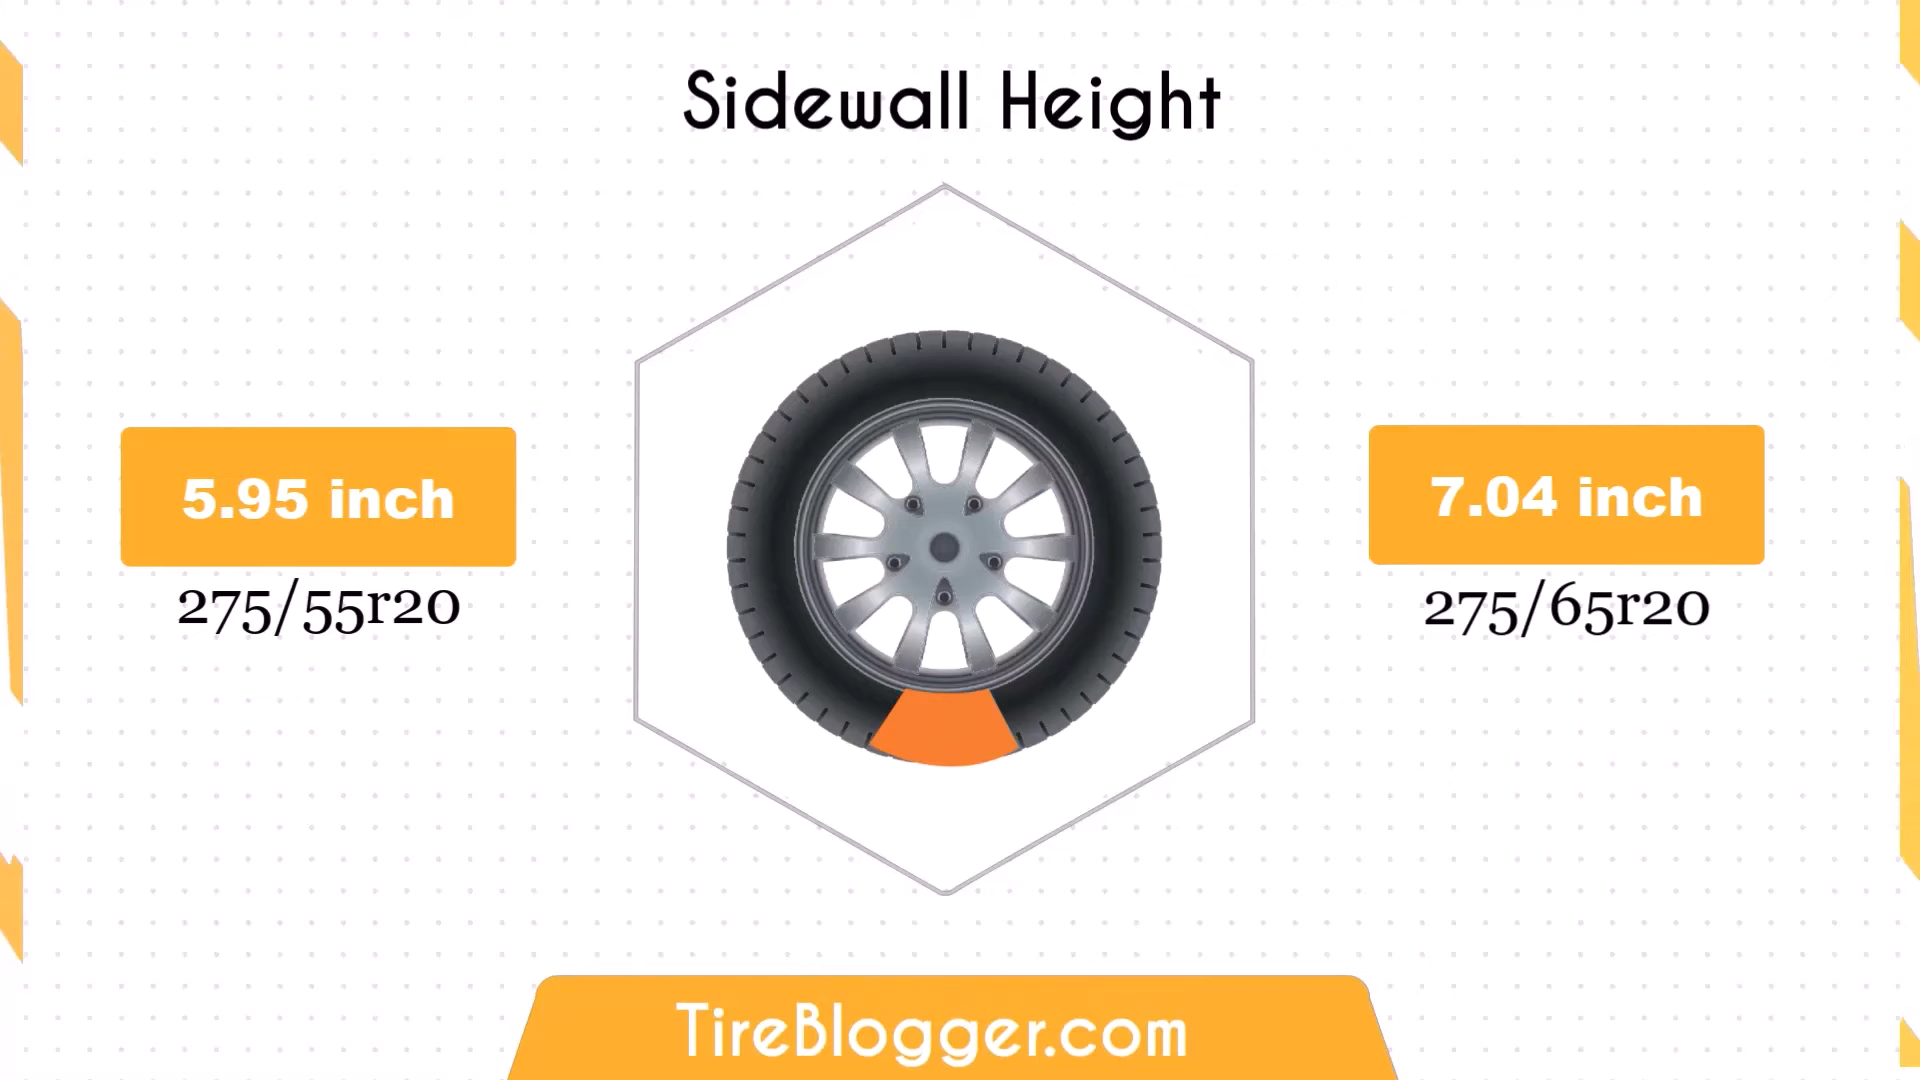 Sidewall Height
5.95 inch
275/55r20
7.04 inch
275/65r20
TireBlogger.com